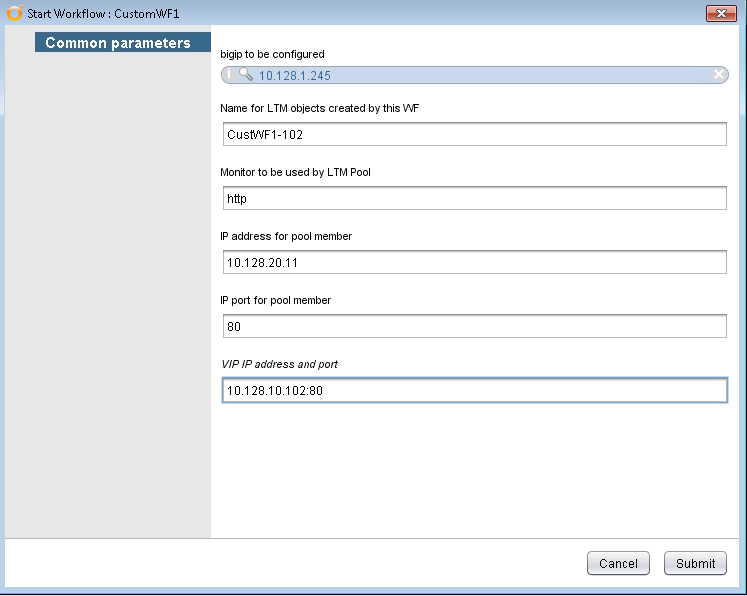 Start Workflow : CustomWF1
Common parameters
bigip to be configured
10.128.1.245
Name for LTM objects created by this WF
CustWF1-102
Monitor to be used by LTM Pool
http
IP address for pool member
10.128.20.11
IP port for pool member
80
VIP IP address and port
10.128.10.102:80
Cancel
Submit